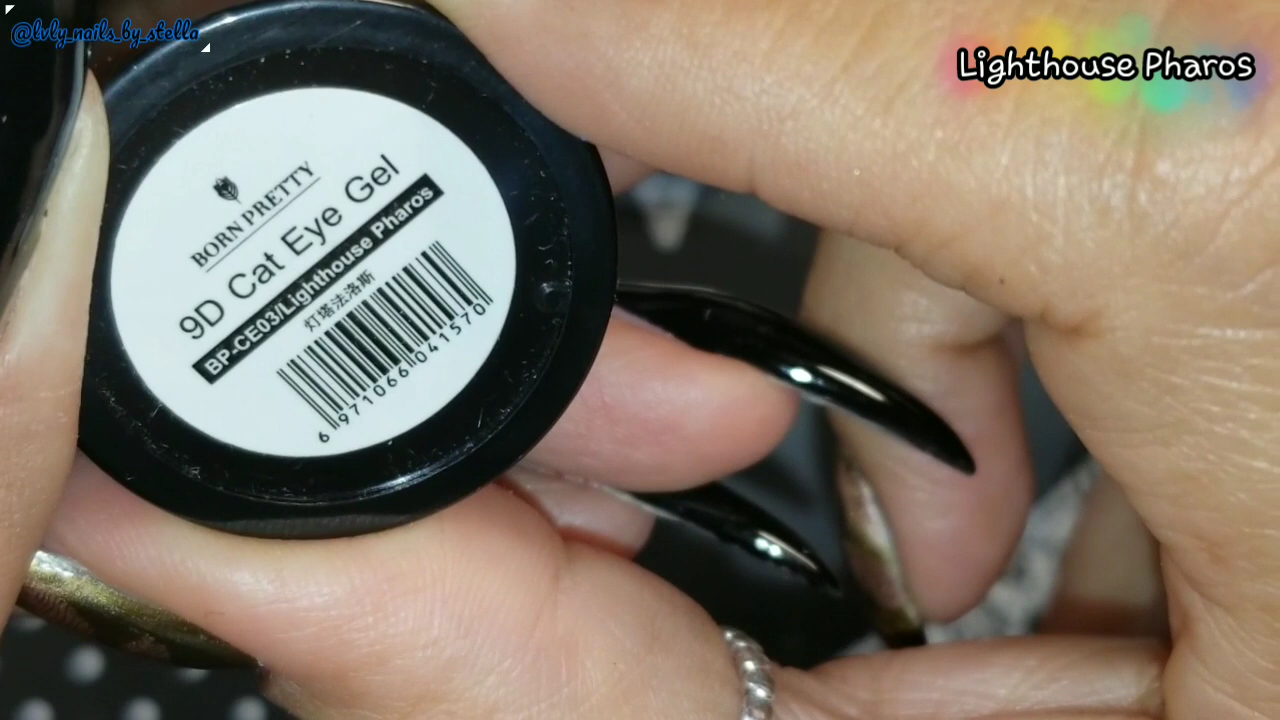 @lvly_nails_by_stella
Lighthouse Pharos
BORN PRETTY
9D Cat Eye Gel
BP-CE03/Lighthouse Pharos
灯塔法洛斯
6 971066 041570